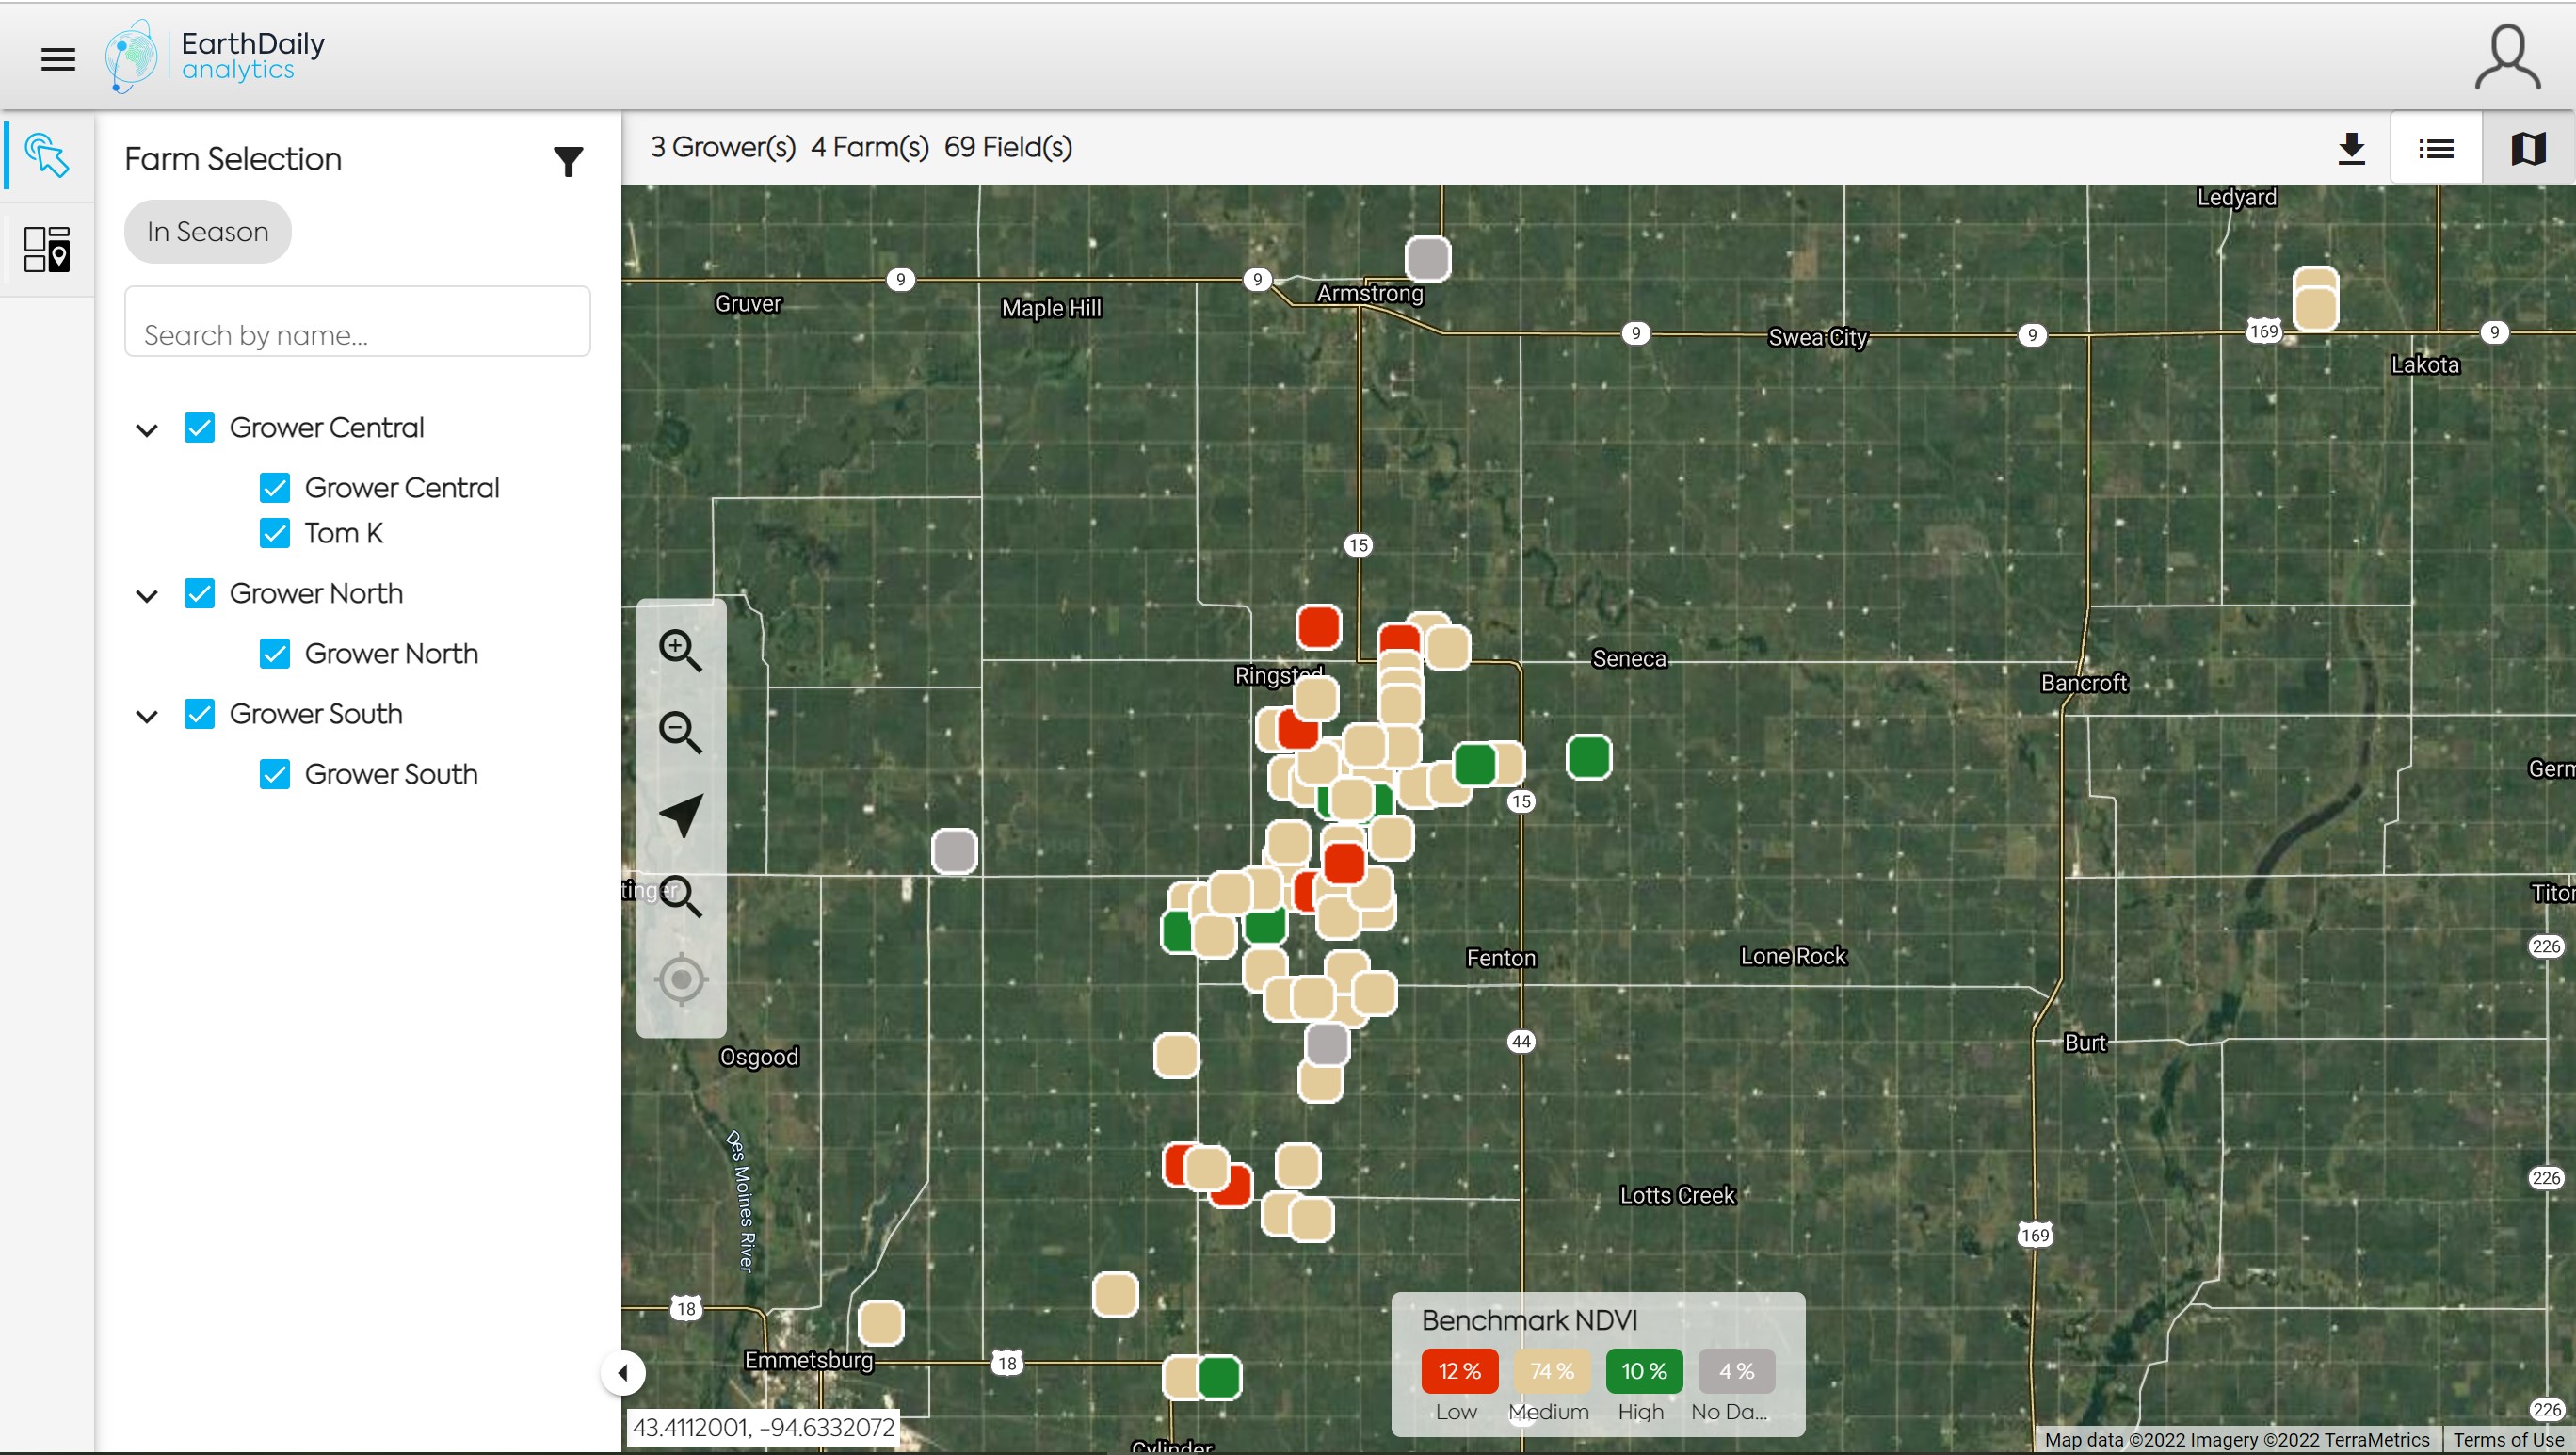 EarthDaily
analytics
Farm Selection
3 Grower(s) 4 Farm(s) 69 Field(s)
In Season
Search by name...
Grower Central
Grower Central
Tom K
Grower North
Grower North
Grower South
Grower South
Ledyard
9
9
Armstrong
Gruver
Maple Hill
9
Swea City
9
169
9
Lakota
15
Ringsted
Seneca
Bancroft
Germ
15
tinger
Titon
Fenton
Lone Rock
226
Osgood
44
Burt
Des Moines River
226
Lotts Creek
169
18
Emmetsburg
18
226
Cylinder
Benchmark NDVI
12 %
74 %
10 %
4 %
Low
Medium
High
No Da...
43.4112001, -94.6332072
Map data ©2022 Imagery ©2022 TerraMetrics
Terms of Use